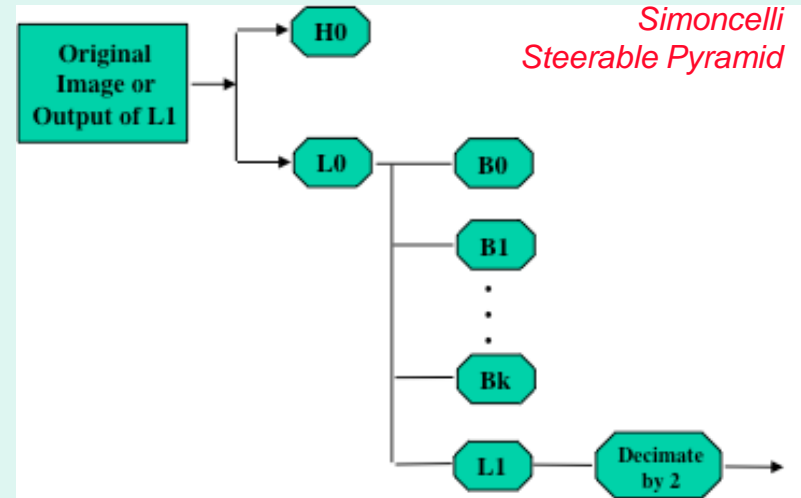 Simoncelli
Steerable Pyramid
Original
Image or
Output of L1
H0
L0
B0
B1
Bk
L1
Decimate
by 2